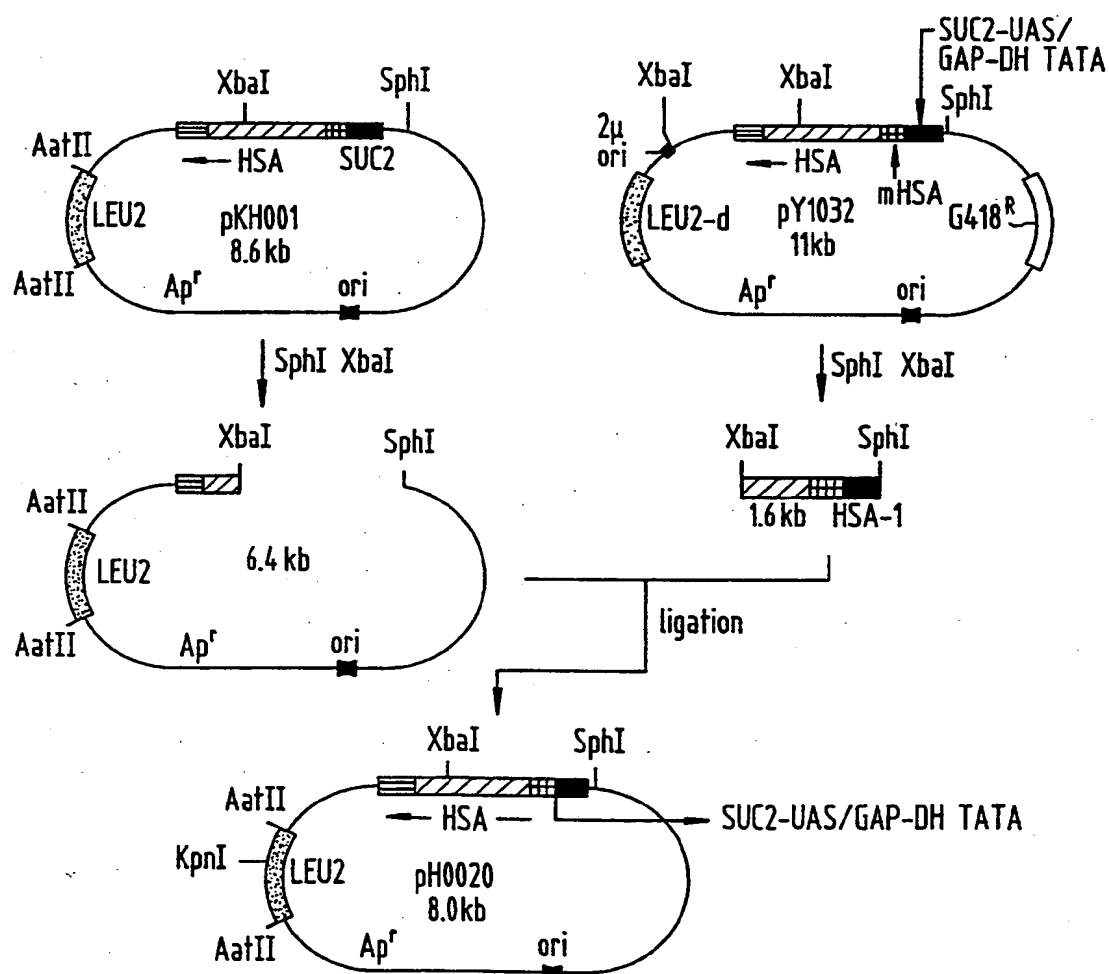 XbaI
SphI
AatII
HSA
SUC2
LEU2
pKH001
8.6 kb
AatII
Apr
ori
SUC2-UAS/
GAP-DH TATA
XbaI
XbaI
SphI
2μ
ori
HSA
mHSA
LEU2-d
pY1032
11kb
G418R
Apr
ori
SphI XbaI
SphI XbaI
XbaI
SphI
AatII
LEU2
6.4 kb
AatII
Apr
ori
XbaI
SphI
1.6 kb
HSA-1
ligation
XbaI
SphI
AatII
HSA
SUC2-UAS/GAP-DH TATA
KpnI
LEU2
pH0020
8.0kb
AatII
Apr
ori